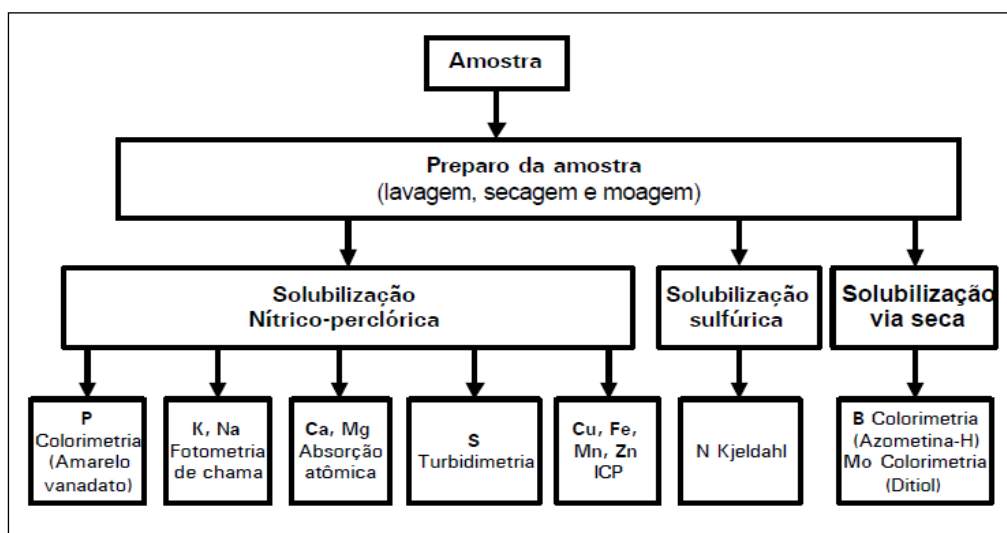 Amostra
Preparo da amostra
(lavagem, secagem e moagem)
Solubilização
Nítrico-perclórica
Solubilização
sulfúrica
Solubilização
via seca
P
Colorimetria
(Amarelo
vanadato)
K, Na
Fotometria
de chama
Ca, Mg
Absorção
atômica
S
Turbidimetria
Cu, Fe,
Mn, Zn
ICP
N Kjeldahl
B Colorimetria
(Azometina-H)
Mo Colorimetria
(Ditiol)